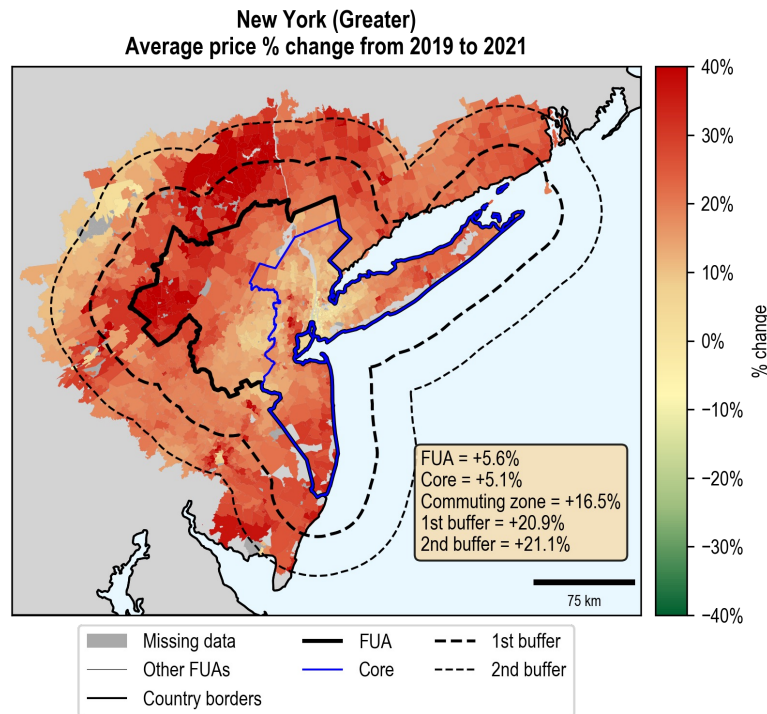 New York (Greater)
Average price % change from 2019 to 2021
40%
30%
20%
10%
0%
−10%
−20%
−30%
−40%
% change
FUA = +5.6%
Core = +5.1%
Commuting zone = +16.5%
1st buffer = +20.9%
2nd buffer = +21.1%
75 km
Missing data
FUA
1st buffer
Other FUAs
Core
2nd buffer
Country borders